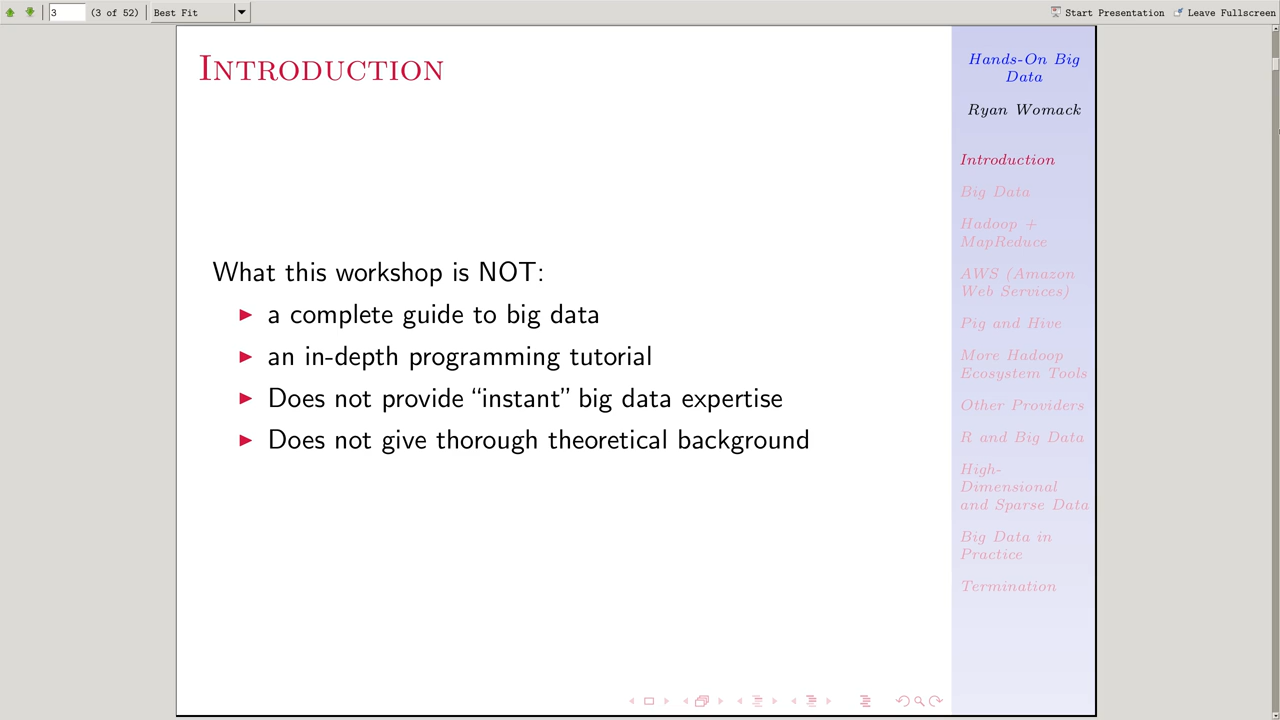 3 (3 of 52) Best Fit Start Presentation Leave Fullscreen
Introduction
What this workshop is NOT:
a complete guide to big data
an in-depth programming tutorial
Does not provide “instant” big data expertise
Does not give thorough theoretical background
Hands-On Big
Data
Ryan Womack
Introduction
Big Data
Hadoop +
MapReduce
AWS (Amazon
Web Services)
Pig and Hive
More Hadoop
Ecosystem Tools
Other Providers
R and Big Data
High-
Dimensional
and Sparse Data
Big Data in
Practice
Termination